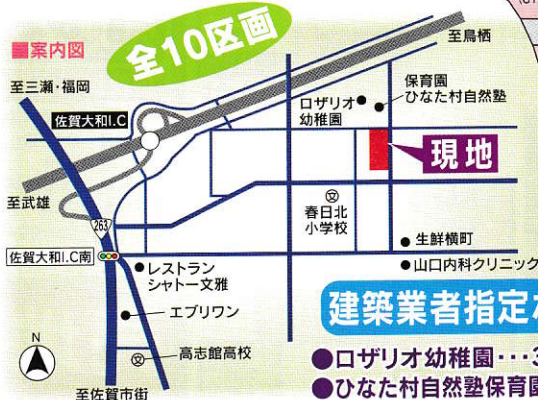 ■案内図
全10区画
至鳥栖
至三瀬・福岡
佐賀大和I.C
ロザリオ
幼稚園
保育園
ひなた村自然塾
現地
至武雄
263
文
春日北
小学校
佐賀大和I.C南
レストラン
シャトー文雅
生鮮横町
山口内科クリニック
エブリワン
建築業者指定
N
文
高志館高校
●ロザリオ幼稚園・・・
●ひなた村自然塾保育園
至佐賀市街